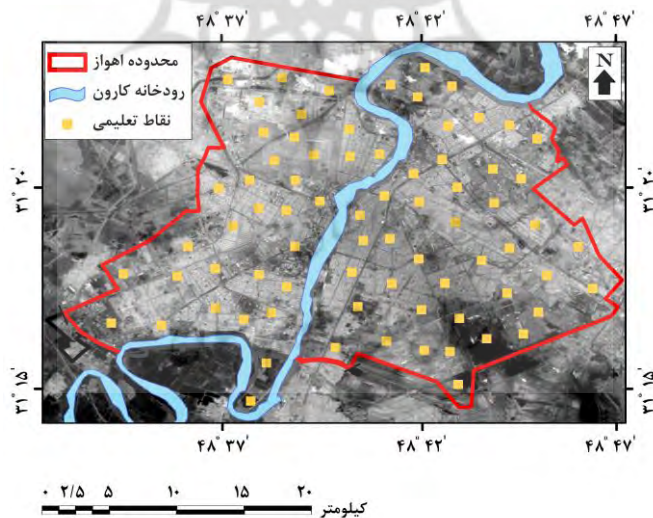 ۴۸° ۳۷' ۴۸° ۴۲' ۴۸° ۴۷'
محدوده اهواز
رودخانه کارون
نقاط تعلیمی
N
۳۱° ۲۰' ۳۱° ۲۰'
۳۱° ۱۵' ۳۱° ۱۵'
۴۸° ۳۷' ۴۸° ۴۲' ۴۸° ۴۷'
۰ ۲/۵ ۵ ۱۰ ۱۵ ۲۰
کیلومتر